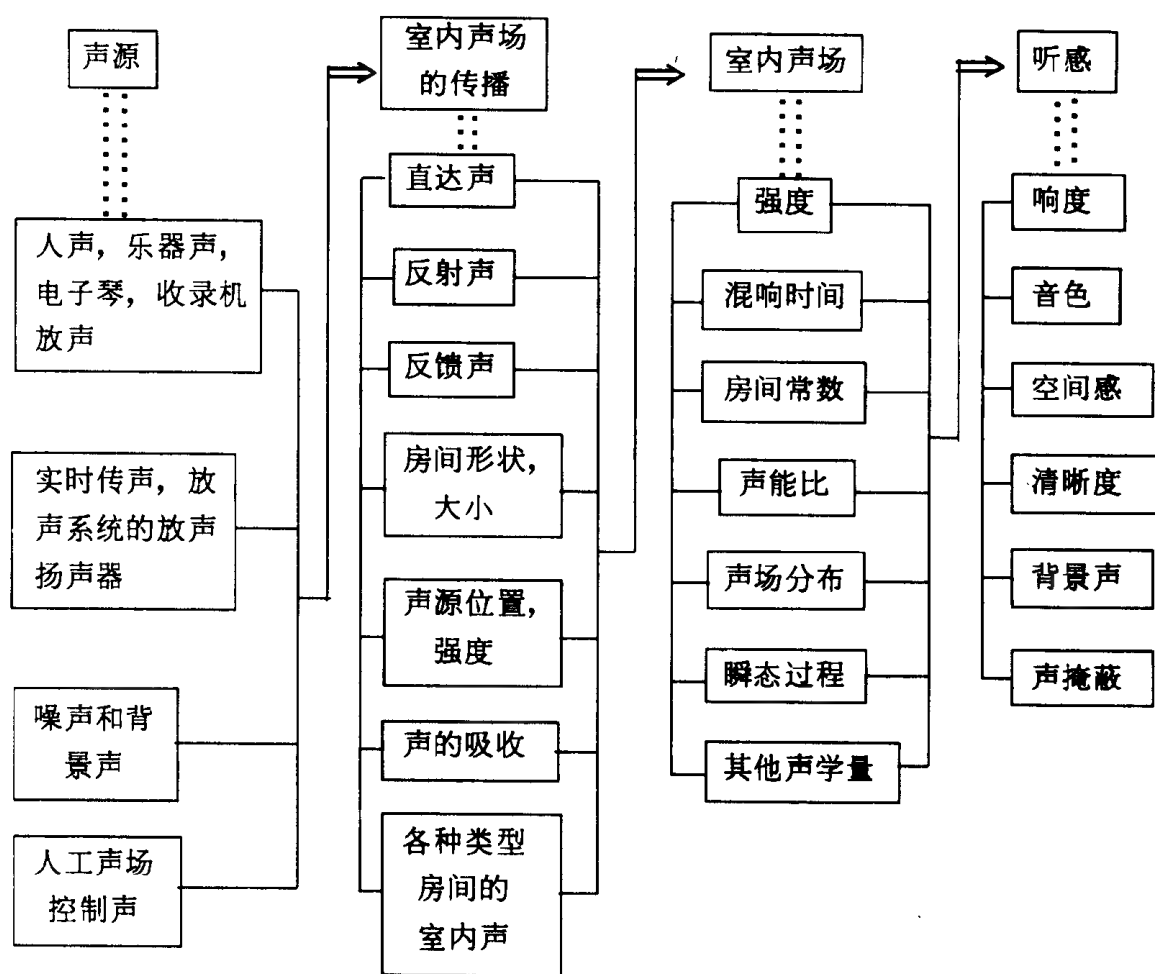 声源
人声，乐器声，
电子琴，收录机
放声
实时传声，放
声系统的放声
扬声器
噪声和背
景声
人工声场
控制声
室内声场
的传播
直达声
反射声
反馈声
房间形状，
大小
声源位置，
强度
声的吸收
各种类型
房间的
室内声
室内声场
强度
混响时间
房间常数
声能比
声场分布
瞬态过程
其他声学量
听感
响度
音色
空间感
清晰度
背景声
声掩蔽